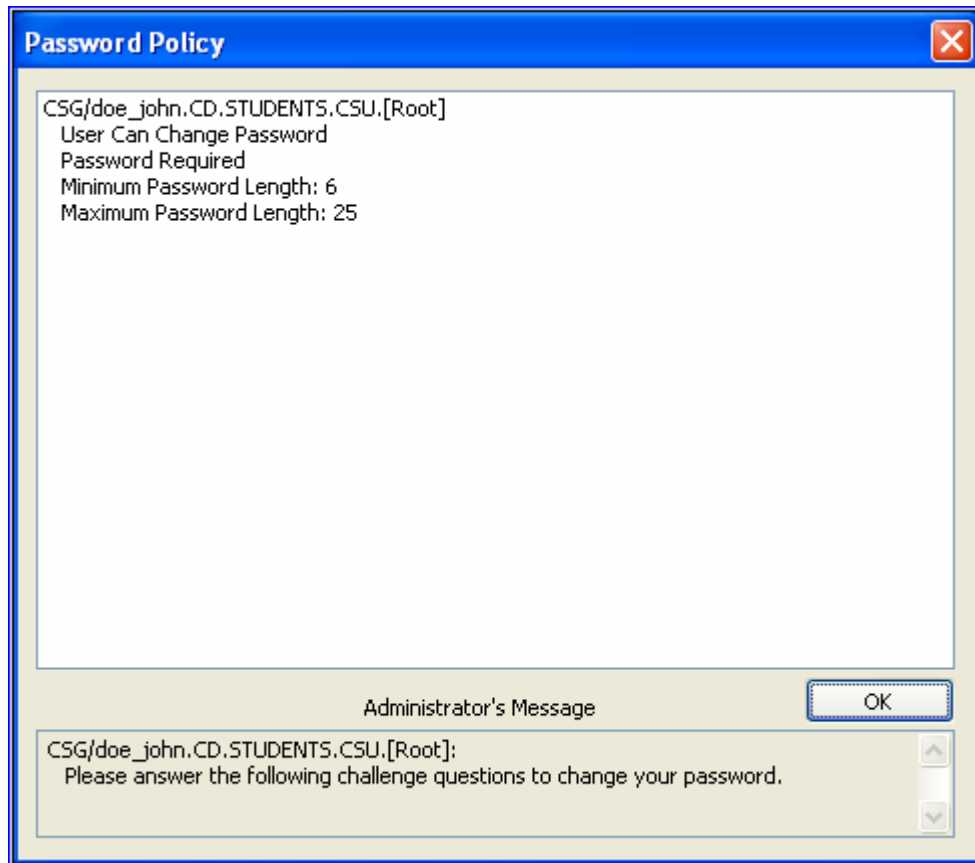 Password Policy
CSG/doe_john.CD.STUDENTS.CSU.[Root]
User Can Change Password
Password Required
Minimum Password Length: 6
Maximum Password Length: 25
Administrator's Message
OK
CSG/doe_john.CD.STUDENTS.CSU.[Root]:
Please answer the following challenge questions to change your password.